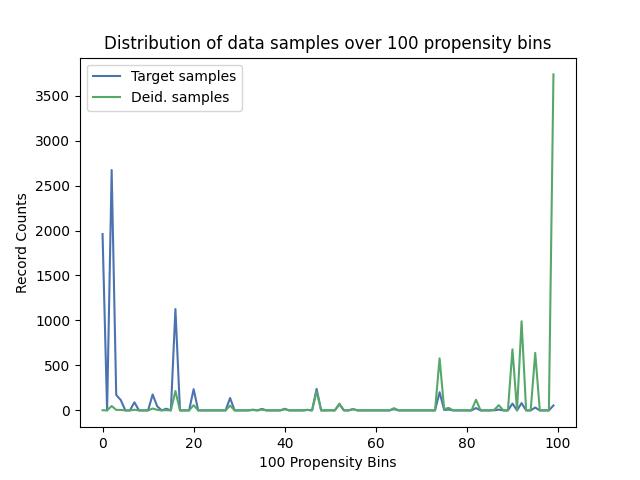 Distribution of data samples over 100 propensity bins
Target samples
Deid. samples
3500
3000
2500
2000
1500
1000
500
0
Record Counts
0 20 40 60 80 100
100 Propensity Bins